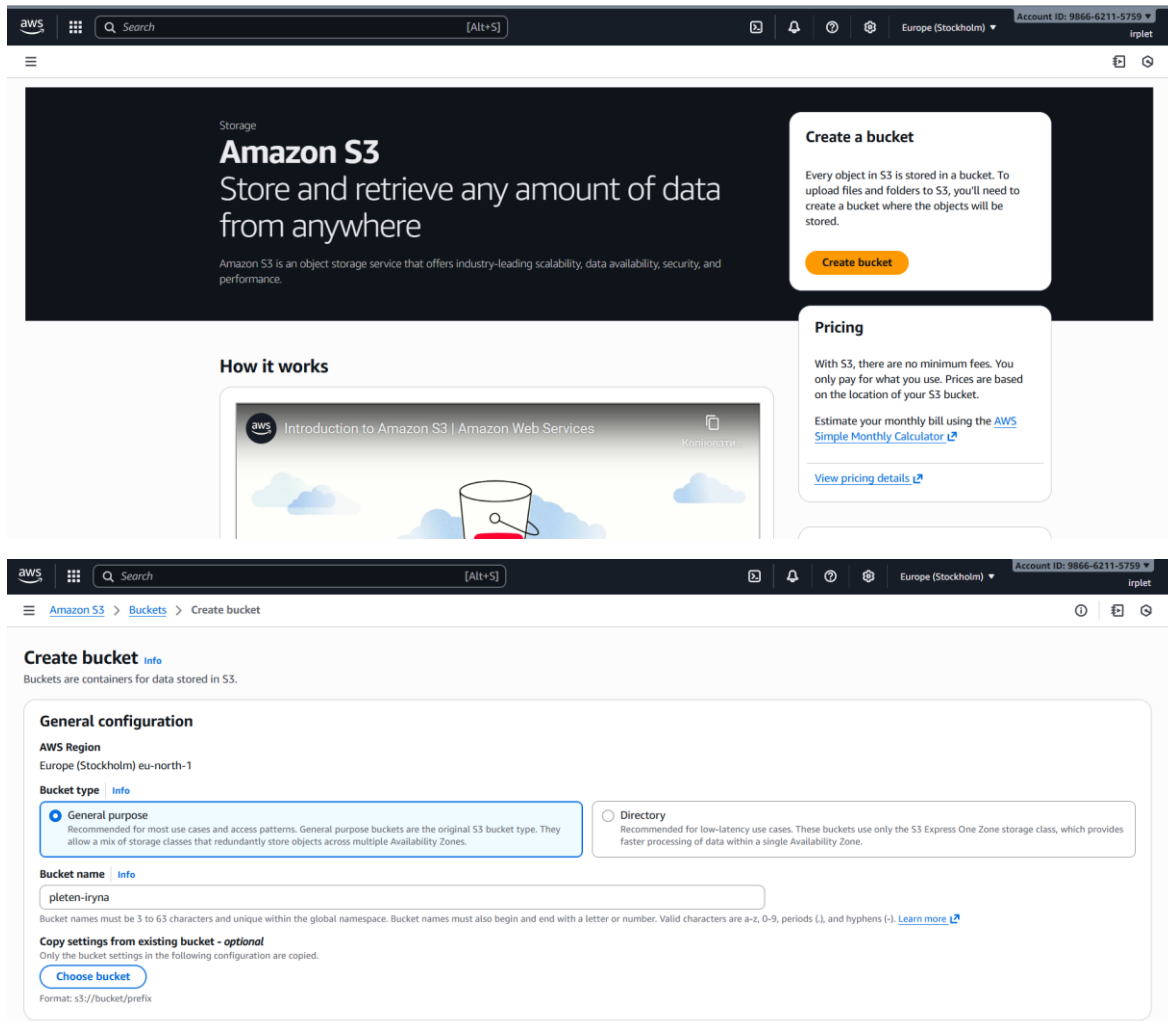 aws
Search
[Alt+S]
Europe (Stockholm) ▼
Account ID: 9866-6211-5759 ▼
irplet
Storage
Amazon S3
Store and retrieve any amount of data
from anywhere
Amazon S3 is an object storage service that offers industry-leading scalability, data availability, security, and
performance.
Create a bucket
Every object in S3 is stored in a bucket. To
upload files and folders to S3, you'll need to
create a bucket where the objects will be
stored.
Create bucket
Pricing
With S3, there are no minimum fees. You
only pay for what you use. Prices are based
on the location of your S3 bucket.
Estimate your monthly bill using the AWS
Simple Monthly Calculator
View pricing details
How it works
aws
Introduction to Amazon S3 | Amazon Web Services
Копіювати
aws
Search
[Alt+S]
Europe (Stockholm) ▼
Account ID: 9866-6211-5759 ▼
irplet
Amazon S3 > Buckets > Create bucket
Create bucket Info
Buckets are containers for data stored in S3.
General configuration
AWS Region
Europe (Stockholm) eu-north-1
Bucket type Info
General purpose
Recommended for most use cases and access patterns. General purpose buckets are the original S3 bucket type. They
allow a mix of storage classes that redundantly store objects across multiple Availability Zones.
Directory
Recommended for low-latency use cases. These buckets use only the S3 Express One Zone storage class, which provides
faster processing of data within a single Availability Zone.
Bucket name Info
pleten-iryna
Bucket names must be 3 to 63 characters and unique within the global namespace. Bucket names must also begin and end with a letter or number. Valid characters are a-z, 0-9, periods (.), and hyphens (-). Learn more
Copy settings from existing bucket - optional
Only the bucket settings in the following configuration are copied.
Choose bucket
Format: s3://bucket/prefix